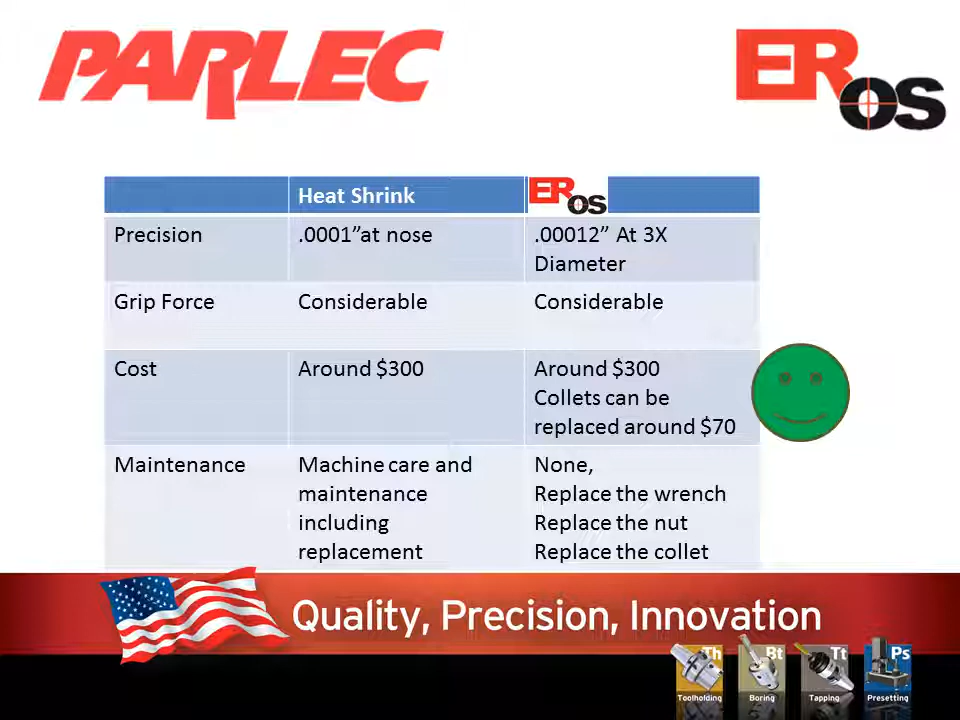 PARLEC
ER
OS
Heat Shrink
ER
OS
Precision
.0001”at nose
.00012” At 3X
Diameter
Grip Force
Considerable
Considerable
Cost
Around $300
Around $300
Collets can be
replaced around $70
Maintenance
Machine care and
maintenance
including
replacement
None,
Replace the wrench
Replace the nut
Replace the collet
Quality, Precision, Innovation
Th
Toolholding
Bt
Boring
Tt
Tapping
Ps
Presetting